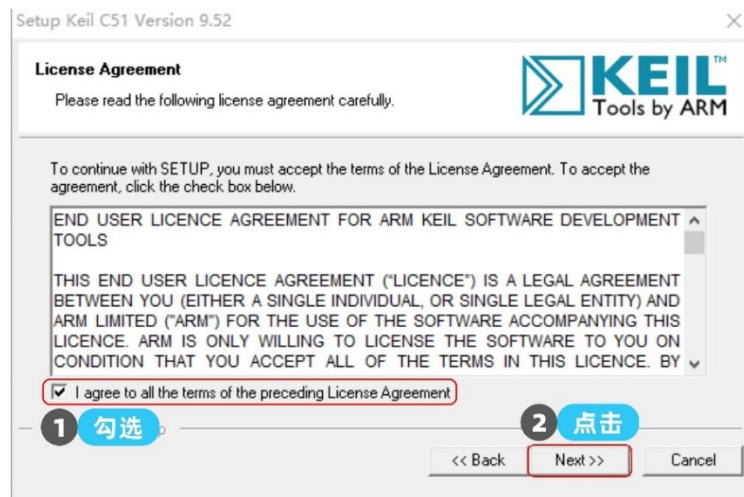 Setup Keil C51 Version 9.52
License Agreement
Please read the following license agreement carefully.
KEIL™
Tools by ARM
To continue with SETUP, you must accept the terms of the License Agreement. To accept the
agreement, click the check box below.
END USER LICENCE AGREEMENT FOR ARM KEIL SOFTWARE DEVELOPMENT
TOOLS
THIS END USER LICENCE AGREEMENT ("LICENCE") IS A LEGAL AGREEMENT
BETWEEN YOU (EITHER A SINGLE INDIVIDUAL, OR SINGLE LEGAL ENTITY) AND
ARM LIMITED ("ARM") FOR THE USE OF THE SOFTWARE ACCOMPANYING THIS
LICENCE. ARM IS ONLY WILLING TO LICENSE THE SOFTWARE TO YOU ON
CONDITION THAT YOU ACCEPT ALL OF THE TERMS IN THIS LICENCE. BY
I agree to all the terms of the preceding License Agreement
1 勾选
2 点击
<< Back Next >> Cancel